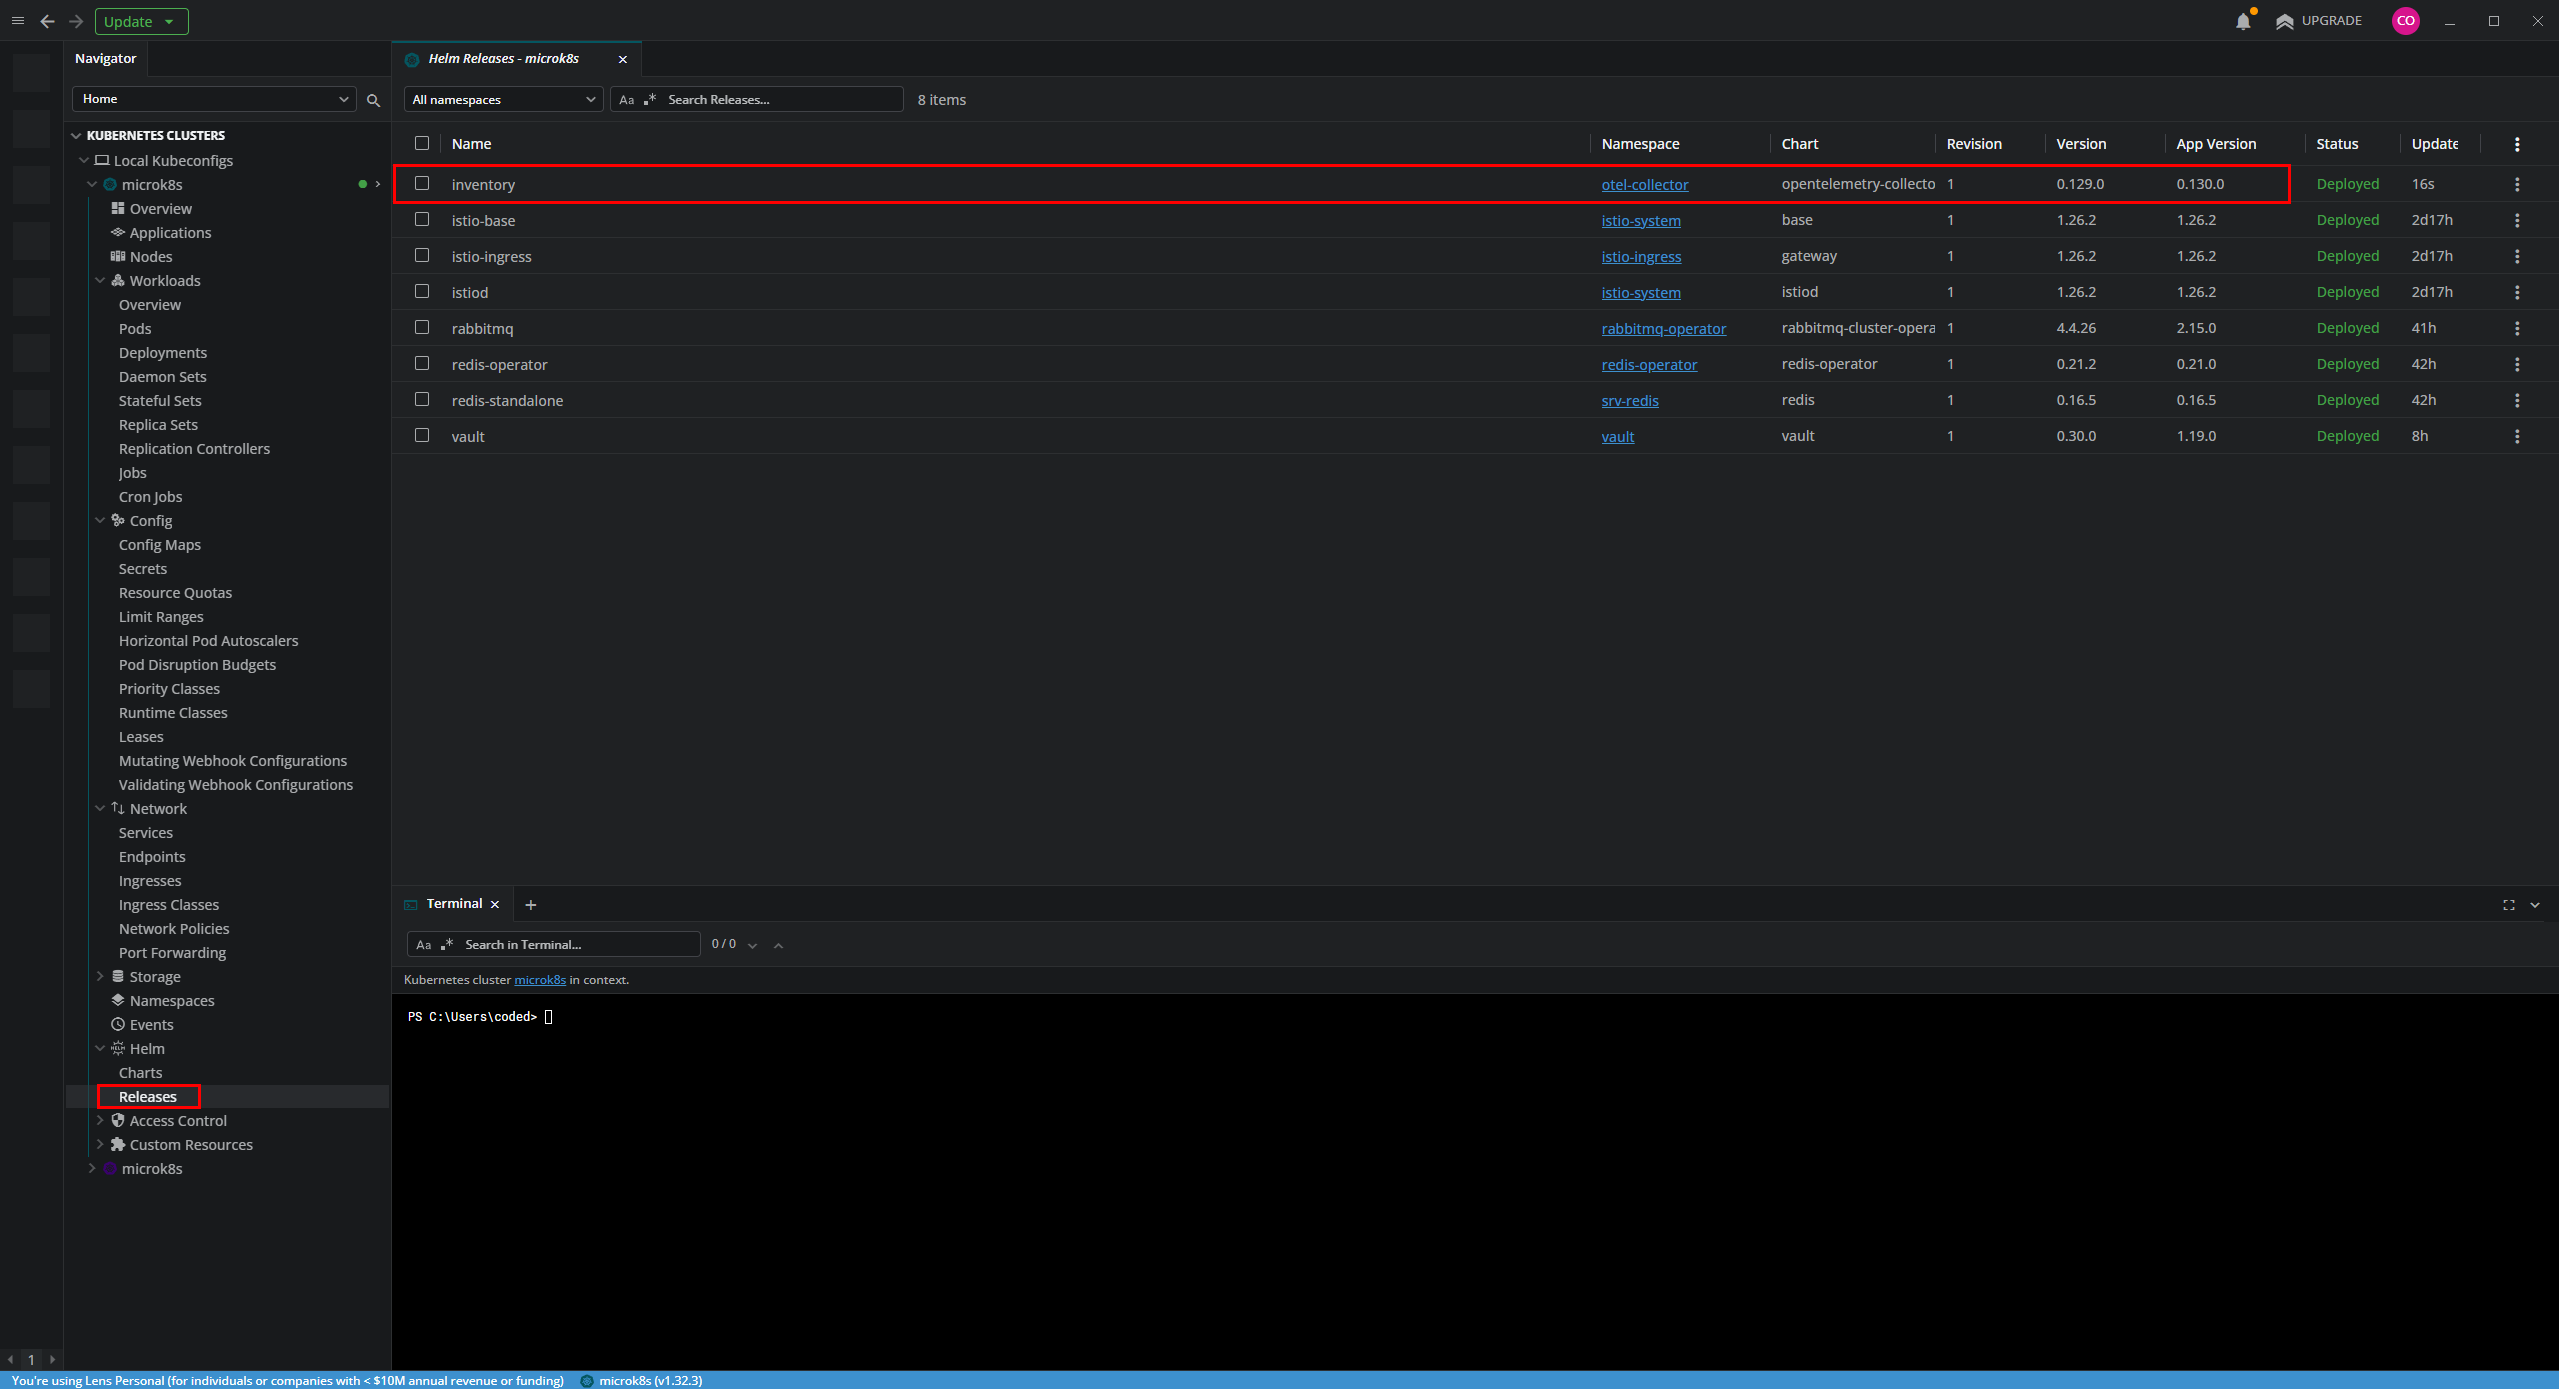 Update
UPGRADE
CO
Navigator
Helm Releases - microk8s
Home
All namespaces
Aa .* Search Releases...
8 items
KUBERNETES CLUSTERS
Local Kubeconfigs
microk8s
Overview
Applications
Nodes
Workloads
Overview
Pods
Deployments
Daemon Sets
Stateful Sets
Replica Sets
Replication Controllers
Jobs
Cron Jobs
Config
Config Maps
Secrets
Resource Quotas
Limit Ranges
Horizontal Pod Autoscalers
Pod Disruption Budgets
Priority Classes
Runtime Classes
Leases
Mutating Webhook Configurations
Validating Webhook Configurations
Network
Services
Endpoints
Ingresses
Ingress Classes
Network Policies
Port Forwarding
Storage
Namespaces
Events
Helm
Charts
Releases
Access Control
Custom Resources
microk8s
1
Name Namespace Chart Revision Version App Version Status Update
inventory otel-collector opentelemetry-collecto 1 0.129.0 0.130.0 Deployed 16s
istio-base istio-system base 1 1.26.2 1.26.2 Deployed 2d17h
istio-ingress istio-ingress gateway 1 1.26.2 1.26.2 Deployed 2d17h
istiod istio-system istiod 1 1.26.2 1.26.2 Deployed 2d17h
rabbitmq rabbitmq-operator rabbitmq-cluster-opera 1 4.4.26 2.15.0 Deployed 41h
redis-operator redis-operator redis-operator 1 0.21.2 0.21.0 Deployed 42h
redis-standalone srv-redis redis 1 0.16.5 0.16.5 Deployed 42h
vault vault vault 1 0.30.0 1.19.0 Deployed 8h
Terminal
Aa .* Search in Terminal...
0 / 0
Kubernetes cluster microk8s in context.
PS C:\Users\coded>
You're using Lens Personal (for individuals or companies with < $10M annual revenue or funding) microk8s (v1.32.3)